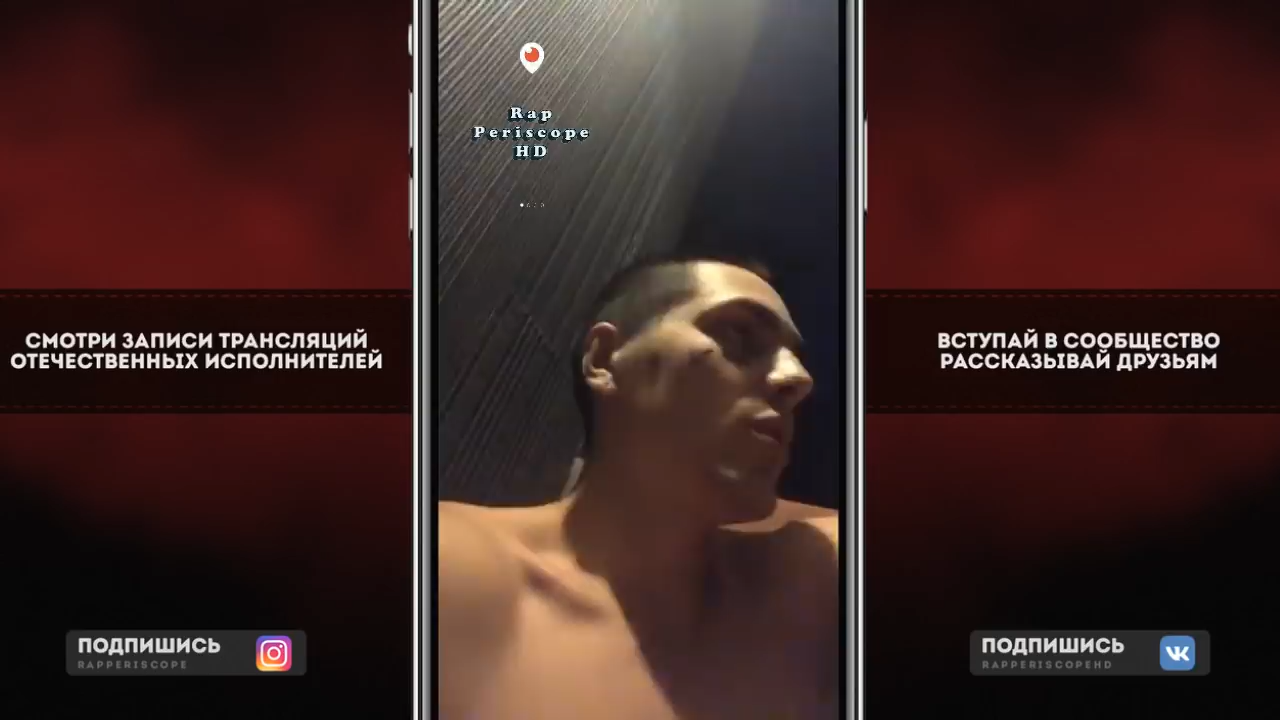 Rap
Periscope
HD
СМОТРИ ЗАПИСИ ТРАНСЛЯЦИЙ
ОТЕЧЕСТВЕННЫХ ИСПОЛНИТЕЛЕЙ
ВСТУПАЙ В СООБЩЕСТВО
РАССКАЗЫВАЙ ДРУЗЬЯМ
ПОДПИШИСЬ
RAPPERISCOPE
ПОДПИШИСЬ
RAPPERISCOPEHD